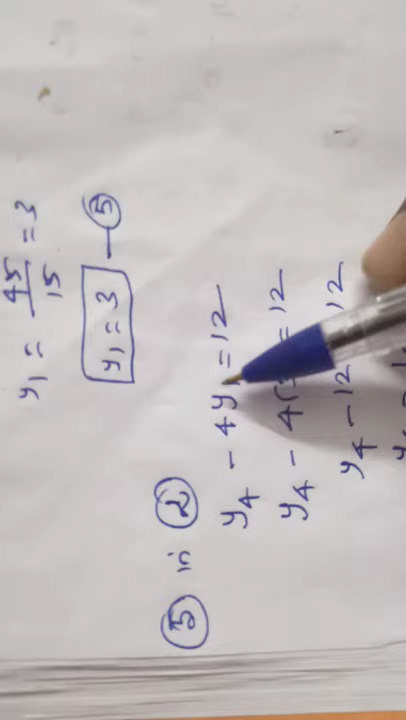 y₁ = 45/15 = 3
y₁ = 3 — ⑤
⑤ in ②
y₄ - 4y = 12
y₄ - 4( = 12
y₄ - 12 12